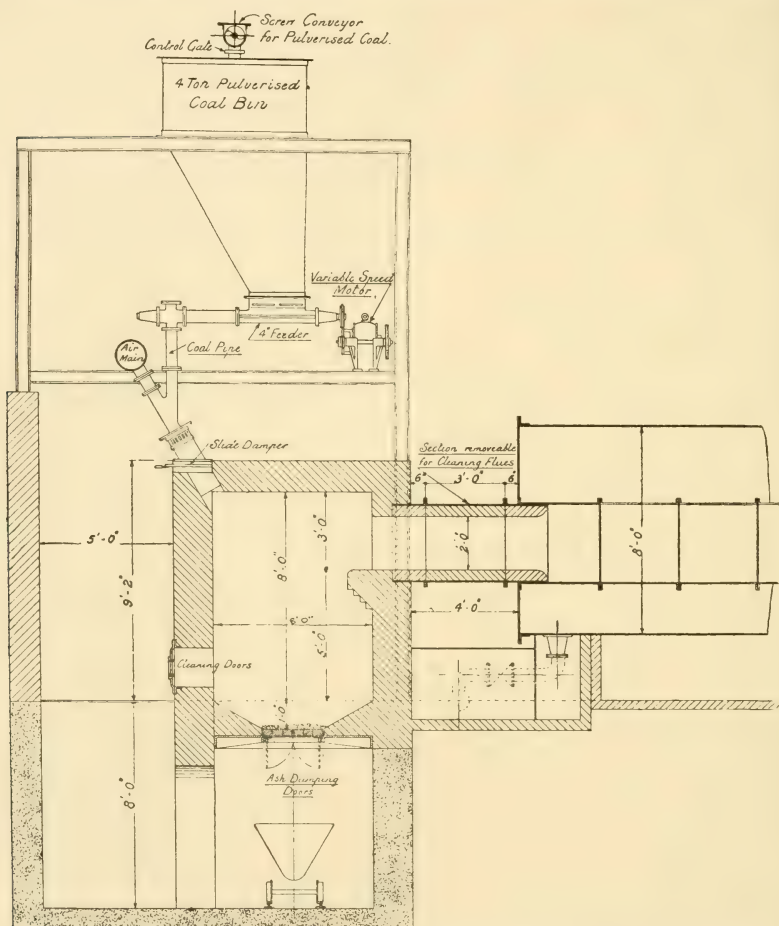 Screw Conveyor
for Pulverised Coal.
Control Gate
4 Ton Pulverised
Coal Bin
Variable Speed
Motor
4" Feeder
Air
Main
Coal Pipe
Slide Damper
Section removeable
for Cleaning Flues
6" 3'-0" 6"
5'-0"
9'-2"
8'-0"
3'-0"
2'-0"
8'-0"
4'-0"
5'-0"
Cleaning Doors
8'-0"
Ash Dumping
Doors